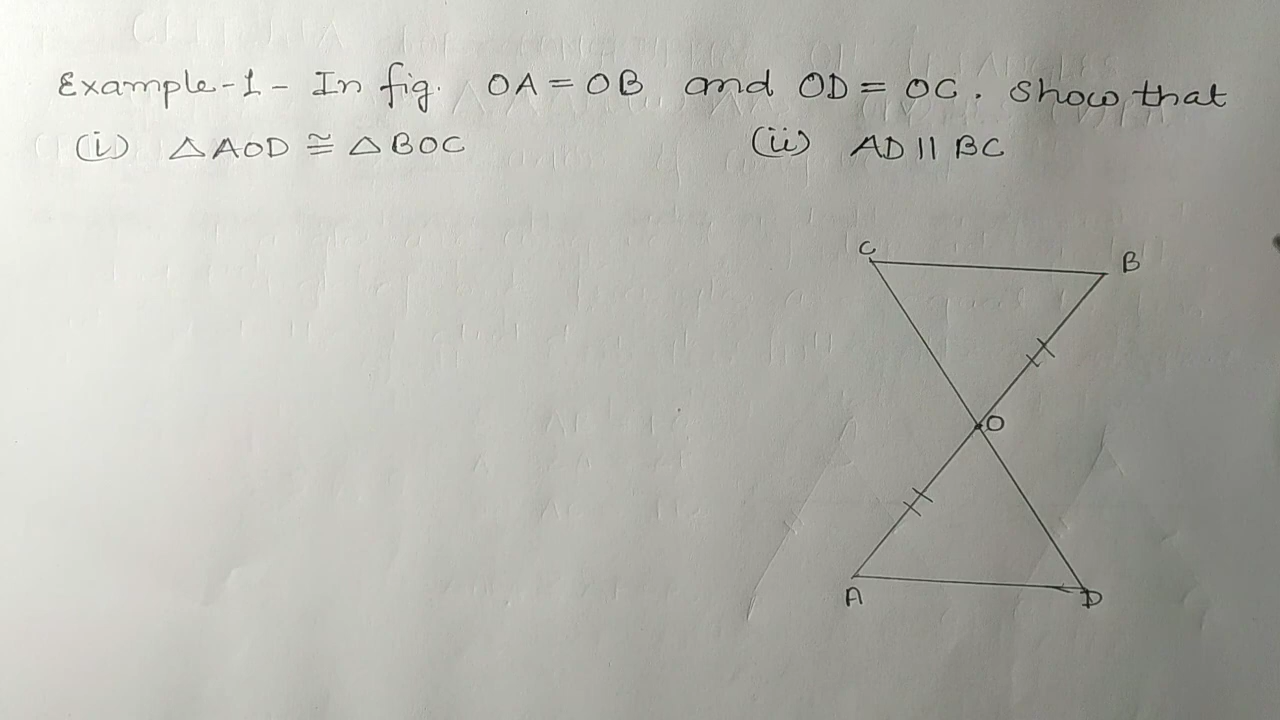 Example-1- In fig. OA = OB and OD = OC. Show that
(i) △AOD ≅ △BOC (ii) AD || BC
C B
O
A D